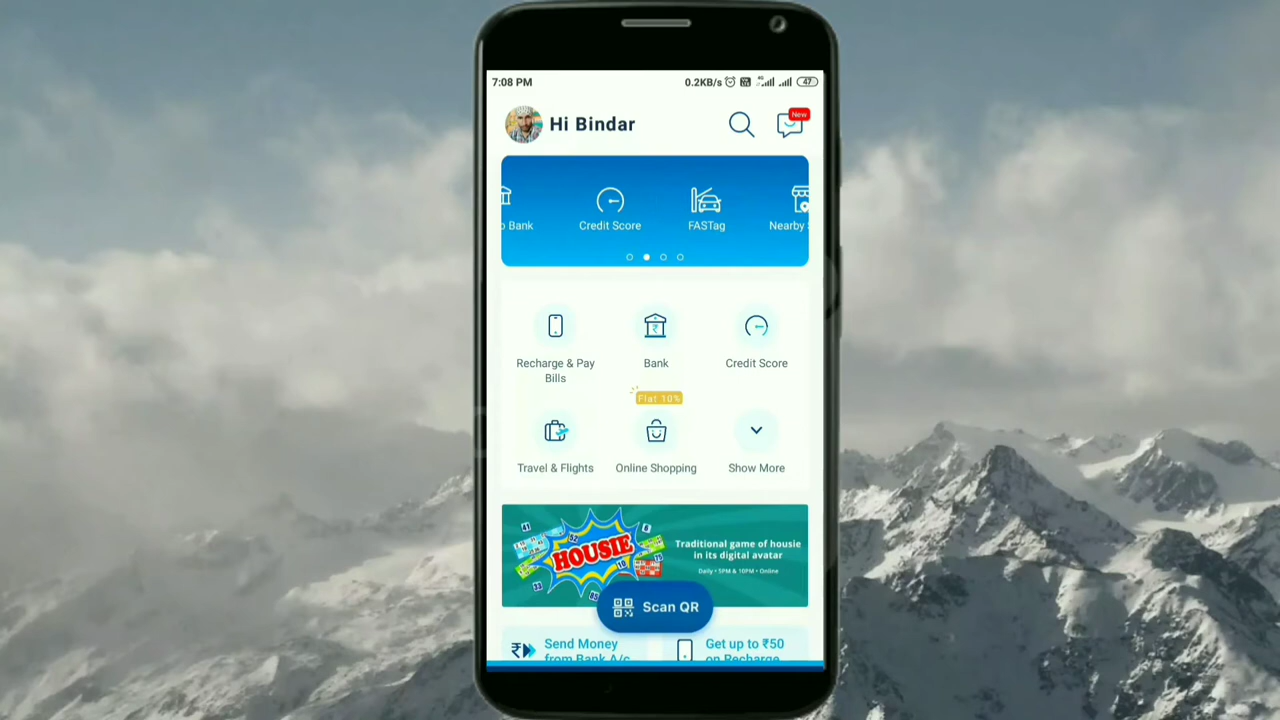 7:08 PM
0.2KB/s
4G
47
Hi Bindar
New
Bank
Credit Score
FASTag
Nearby
Recharge & Pay
Bills
Bank
Credit Score
Flat 10%
Travel & Flights
Online Shopping
Show More
HOUSIE
Traditional game of housie
in its digital avatar
Daily • 5PM & 10PM • Online
Scan QR
Send Money
from Bank A/c
Get up to ₹50
on Recharge